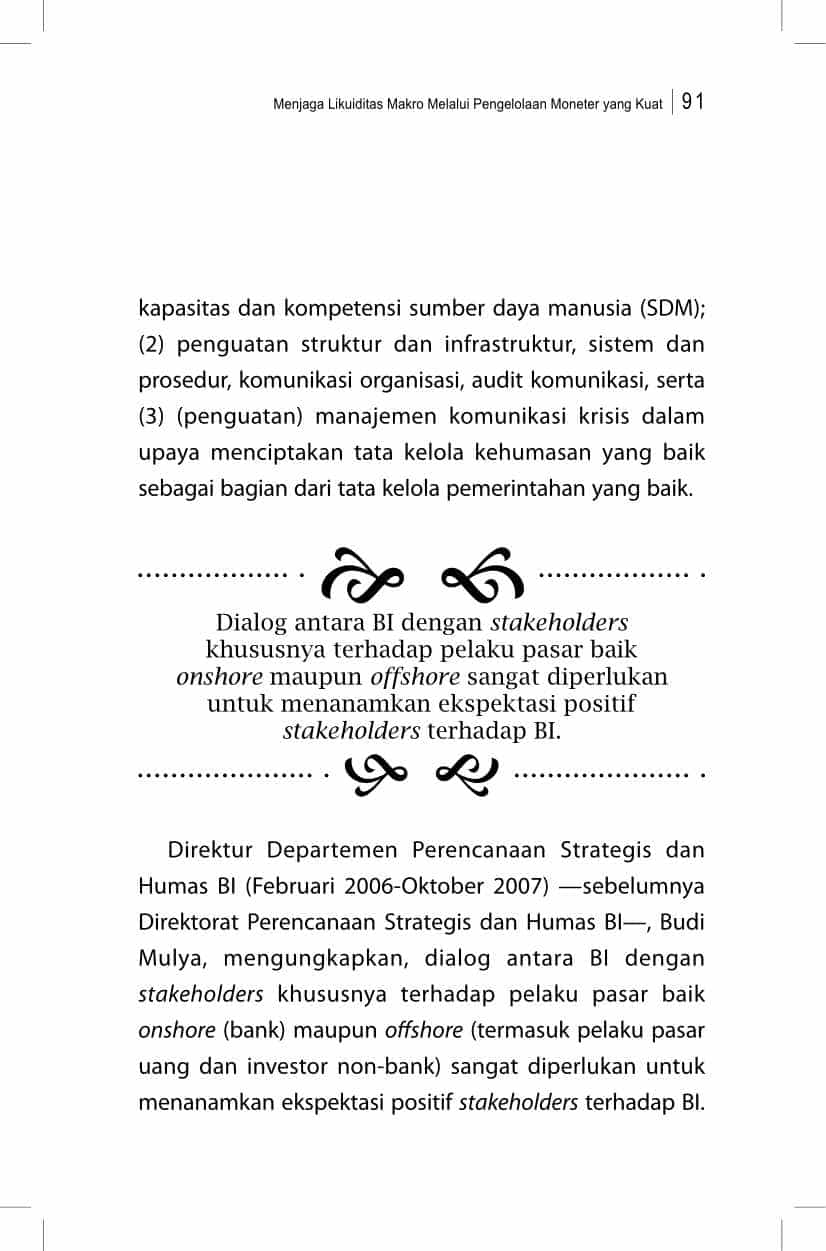 Menjaga Likuiditas Makro Melalui Pengelolaan Moneter yang Kuat 91
kapasitas dan kompetensi sumber daya manusia (SDM);
(2) penguatan struktur dan infrastruktur, sistem dan
prosedur, komunikasi organisasi, audit komunikasi, serta
(3) (penguatan) manajemen komunikasi krisis dalam
upaya menciptakan tata kelola kehumasan yang baik
sebagai bagian dari tata kelola pemerintahan yang baik.
Dialog antara BI dengan stakeholders
khususnya terhadap pelaku pasar baik
onshore maupun offshore sangat diperlukan
untuk menanamkan ekspektasi positif
stakeholders terhadap BI.
Direktur Departemen Perencanaan Strategis dan
Humas BI (Februari 2006-Oktober 2007) —sebelumnya
Direktorat Perencanaan Strategis dan Humas BI—, Budi
Mulya, mengungkapkan, dialog antara BI dengan
stakeholders khususnya terhadap pelaku pasar baik
onshore (bank) maupun offshore (termasuk pelaku pasar
uang dan investor non-bank) sangat diperlukan untuk
menanamkan ekspektasi positif stakeholders terhadap BI.